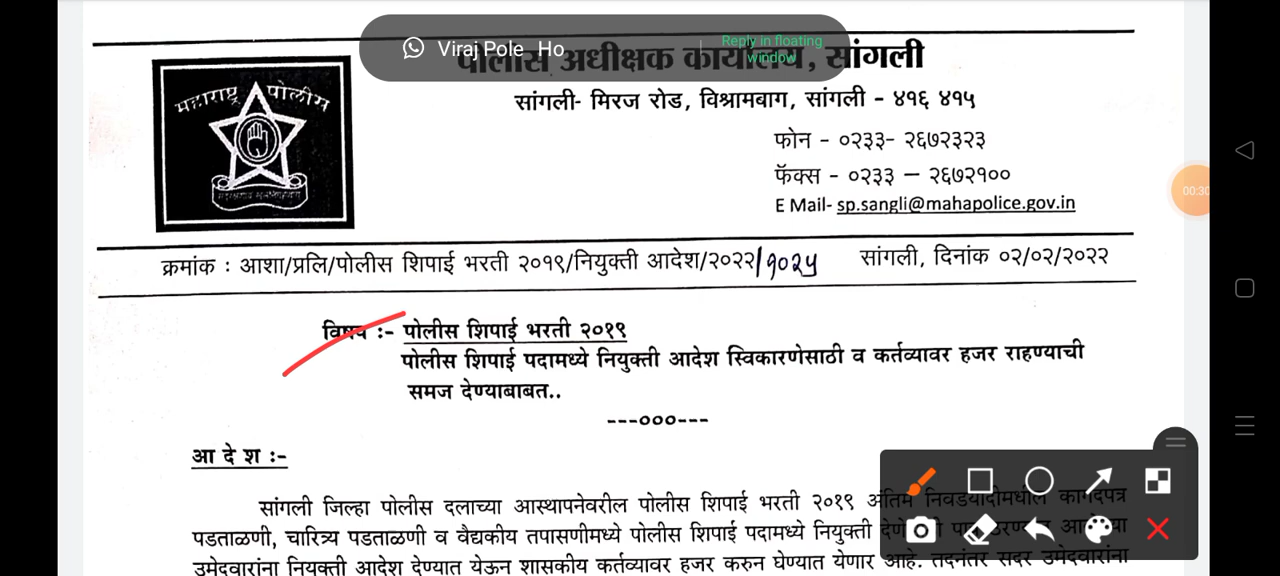 Viraj Pole Ho
Reply in floating
window
पोलीस अधीक्षक कार्यालय, सांगली
सांगली- मिरज रोड, विश्रामबाग, सांगली - ४१६ ४१५
महाराष्ट्र पोलीस
फोन - ०२३३- २६७२३२३
फॅक्स - ०२३३ – २६७२१००
E Mail- sp.sangli@mahapolice.gov.in
00:30
क्रमांक : आशा/प्रलि/पोलीस शिपाई भरती २०१९/नियुक्ती आदेश/२०२२/१०२५ सांगली, दिनांक ०२/०२/२०२२
विषय :- पोलीस शिपाई भरती २०१९
पोलीस शिपाई पदामध्ये नियुक्ती आदेश स्विकारणेसाठी व कर्तव्यावर हजर राहण्याची
समज देण्याबाबत..
---०००---
आ दे श :-
सांगली जिल्हा पोलीस दलाच्या आस्थापनेवरील पोलीस शिपाई भरती २०१९ अंतिम निवडयादीमधील कागदपत्र
पडताळणी, चारित्र्य पडताळणी व वैद्यकीय तपासणीमध्ये पोलीस शिपाई पदामध्ये नियुक्ती
उमेदवारांना नियुक्ती आदेश देण्यात येऊन शासकीय कर्तव्यावर हजर करुन घेण्यात येणार आहे. तदनंतर सदर उमेदवारांना